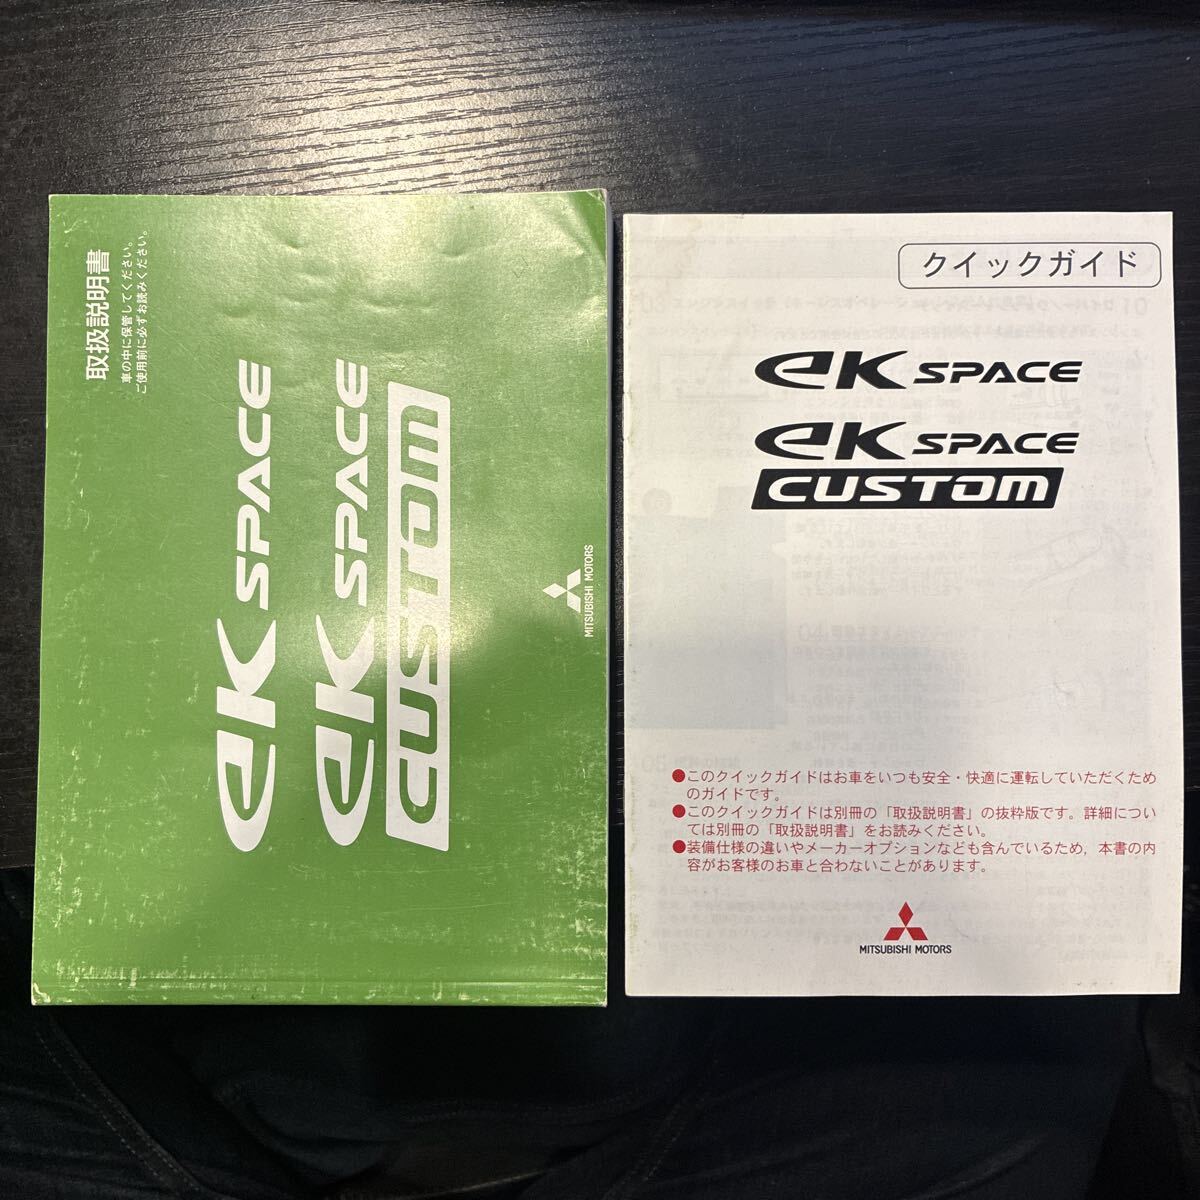 取扱説明書
車の中に保管してください。
ご使用前に必ずお読みください。
eK SPACE
eK SPACE
CUSTOM
MITSUBISHI MOTORS
クイックガイド
eK SPACE
eK SPACE
CUSTOM
●このクイックガイドはお車をいつも安全・快適に運転していただくため
のガイドです。
●このクイックガイドは別冊の「取扱説明書」の抜粋版です。詳細につい
ては別冊の「取扱説明書」をお読みください。
●装備仕様の違いやメーカーオプションなども含んでいるため，本書の内
容がお客様のお車と合わないことがあります。
MITSUBISHI MOTORS